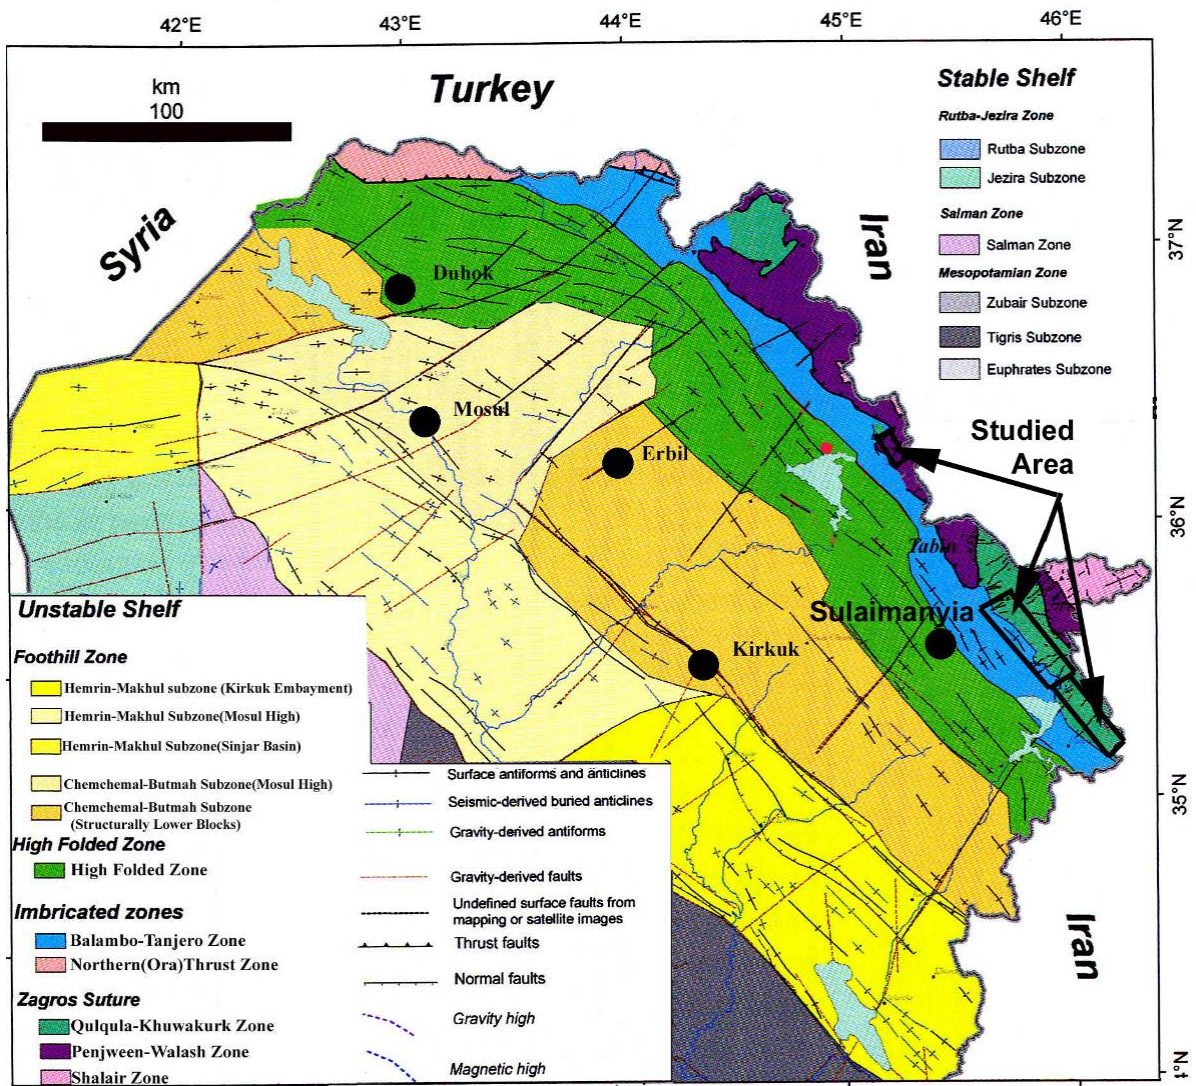 42°E
43°E
44°E
45°E
46°E
km
100
Turkey
Syria
Iran
37°N
36°N
35°N
4°N
Stable Shelf
Rutba-Jezira Zone
Rutba Subzone
Jezira Subzone
Salman Zone
Salman Zone
Mesopotamian Zone
Zubair Subzone
Tigris Subzone
Euphrates Subzone
Studied
Area
Duhok
Mosul
Erbil
Tabin
Sulaimanyia
Kirkuk
Iran
Unstable Shelf
Foothill Zone
Hemrin-Makhul subzone (Kirkuk Embayment)
Hemrin-Makhul Subzone(Mosul High)
Hemrin-Makhul Subzone(Sinjar Basin)
Chemchemal-Butmah Subzone(Mosul High)
Chemchemal-Butmah Subzone
(Structurally Lower Blocks)
High Folded Zone
High Folded Zone
Imbricated zones
Balambo-Tanjero Zone
Northern(Ora)Thrust Zone
Zagros Suture
Qulqula-Khuwakurk Zone
Penjween-Walash Zone
Shalair Zone
Surface antiforms and anticlines
Seismic-derived buried anticlines
Gravity-derived antiforms
Gravity-derived faults
Undefined surface faults from
mapping or satellite images
Thrust faults
Normal faults
Gravity high
Magnetic high